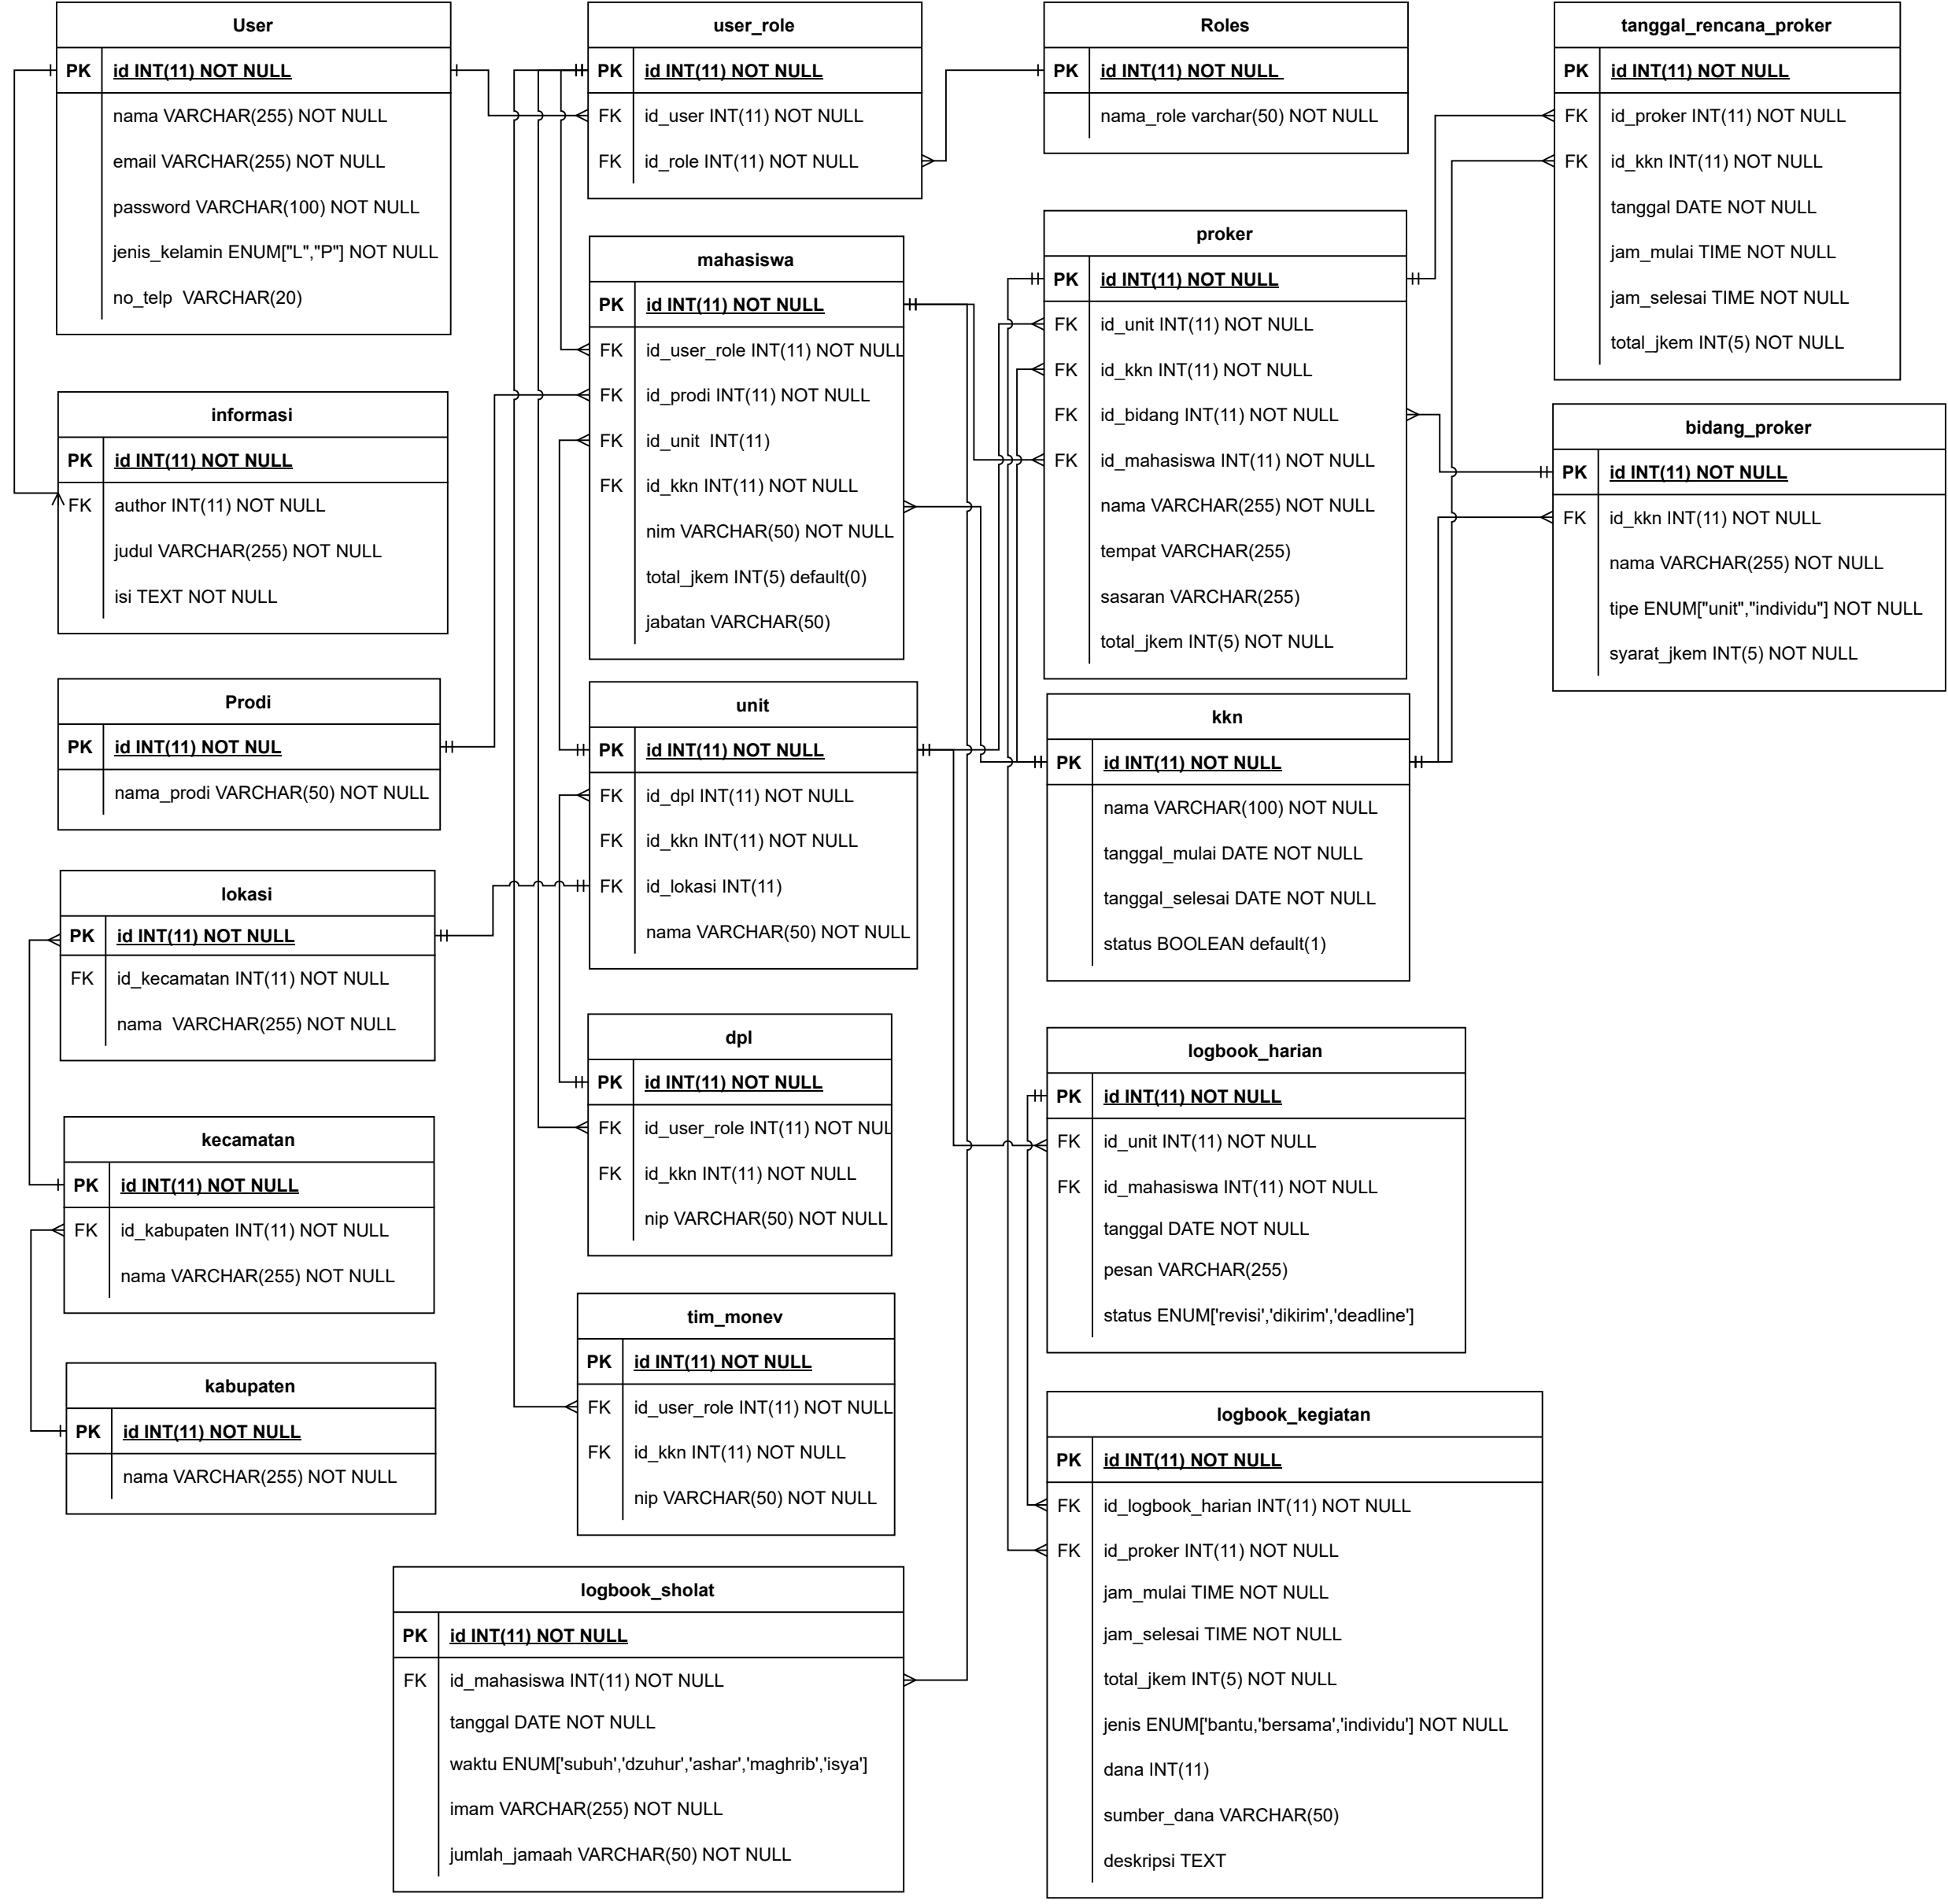 User
PK id INT(11) NOT NULL
nama VARCHAR(255) NOT NULL
email VARCHAR(255) NOT NULL
password VARCHAR(100) NOT NULL
jenis_kelamin ENUM["L","P"] NOT NULL
no_telp VARCHAR(20)
user_role
PK id INT(11) NOT NULL
FK id_user INT(11) NOT NULL
FK id_role INT(11) NOT NULL
Roles
PK id INT(11) NOT NULL
nama_role varchar(50) NOT NULL
tanggal_rencana_proker
PK id INT(11) NOT NULL
FK id_proker INT(11) NOT NULL
FK id_kkn INT(11) NOT NULL
tanggal DATE NOT NULL
jam_mulai TIME NOT NULL
jam_selesai TIME NOT NULL
total_jkem INT(5) NOT NULL
mahasiswa
PK id INT(11) NOT NULL
FK id_user_role INT(11) NOT NULL
FK id_prodi INT(11) NOT NULL
FK id_unit INT(11)
FK id_kkn INT(11) NOT NULL
nim VARCHAR(50) NOT NULL
total_jkem INT(5) default(0)
jabatan VARCHAR(50)
proker
PK id INT(11) NOT NULL
FK id_unit INT(11) NOT NULL
FK id_kkn INT(11) NOT NULL
FK id_bidang INT(11) NOT NULL
FK id_mahasiswa INT(11) NOT NULL
nama VARCHAR(255) NOT NULL
tempat VARCHAR(255)
sasaran VARCHAR(255)
total_jkem INT(5) NOT NULL
informasi
PK id INT(11) NOT NULL
FK author INT(11) NOT NULL
judul VARCHAR(255) NOT NULL
isi TEXT NOT NULL
bidang_proker
PK id INT(11) NOT NULL
FK id_kkn INT(11) NOT NULL
nama VARCHAR(255) NOT NULL
tipe ENUM["unit","individu"] NOT NULL
syarat_jkem INT(5) NOT NULL
Prodi
PK id INT(11) NOT NUL
nama_prodi VARCHAR(50) NOT NULL
unit
PK id INT(11) NOT NULL
FK id_dpl INT(11) NOT NULL
FK id_kkn INT(11) NOT NULL
FK id_lokasi INT(11)
nama VARCHAR(50) NOT NULL
kkn
PK id INT(11) NOT NULL
nama VARCHAR(100) NOT NULL
tanggal_mulai DATE NOT NULL
tanggal_selesai DATE NOT NULL
status BOOLEAN default(1)
lokasi
PK id INT(11) NOT NULL
FK id_kecamatan INT(11) NOT NULL
nama VARCHAR(255) NOT NULL
dpl
PK id INT(11) NOT NULL
FK id_user_role INT(11) NOT NUL
FK id_kkn INT(11) NOT NULL
nip VARCHAR(50) NOT NULL
logbook_harian
PK id INT(11) NOT NULL
FK id_unit INT(11) NOT NULL
FK id_mahasiswa INT(11) NOT NULL
tanggal DATE NOT NULL
pesan VARCHAR(255)
status ENUM['revisi','dikirim','deadline']
kecamatan
PK id INT(11) NOT NULL
FK id_kabupaten INT(11) NOT NULL
nama VARCHAR(255) NOT NULL
tim_monev
PK id INT(11) NOT NULL
FK id_user_role INT(11) NOT NULL
FK id_kkn INT(11) NOT NULL
nip VARCHAR(50) NOT NULL
kabupaten
PK id INT(11) NOT NULL
nama VARCHAR(255) NOT NULL
logbook_kegiatan
PK id INT(11) NOT NULL
FK id_logbook_harian INT(11) NOT NULL
FK id_proker INT(11) NOT NULL
jam_mulai TIME NOT NULL
jam_selesai TIME NOT NULL
total_jkem INT(5) NOT NULL
jenis ENUM['bantu,'bersama','individu'] NOT NULL
dana INT(11)
sumber_dana VARCHAR(50)
deskripsi TEXT
logbook_sholat
PK id INT(11) NOT NULL
FK id_mahasiswa INT(11) NOT NULL
tanggal DATE NOT NULL
waktu ENUM['subuh','dzuhur','ashar','maghrib','isya']
imam VARCHAR(255) NOT NULL
jumlah_jamaah VARCHAR(50) NOT NULL